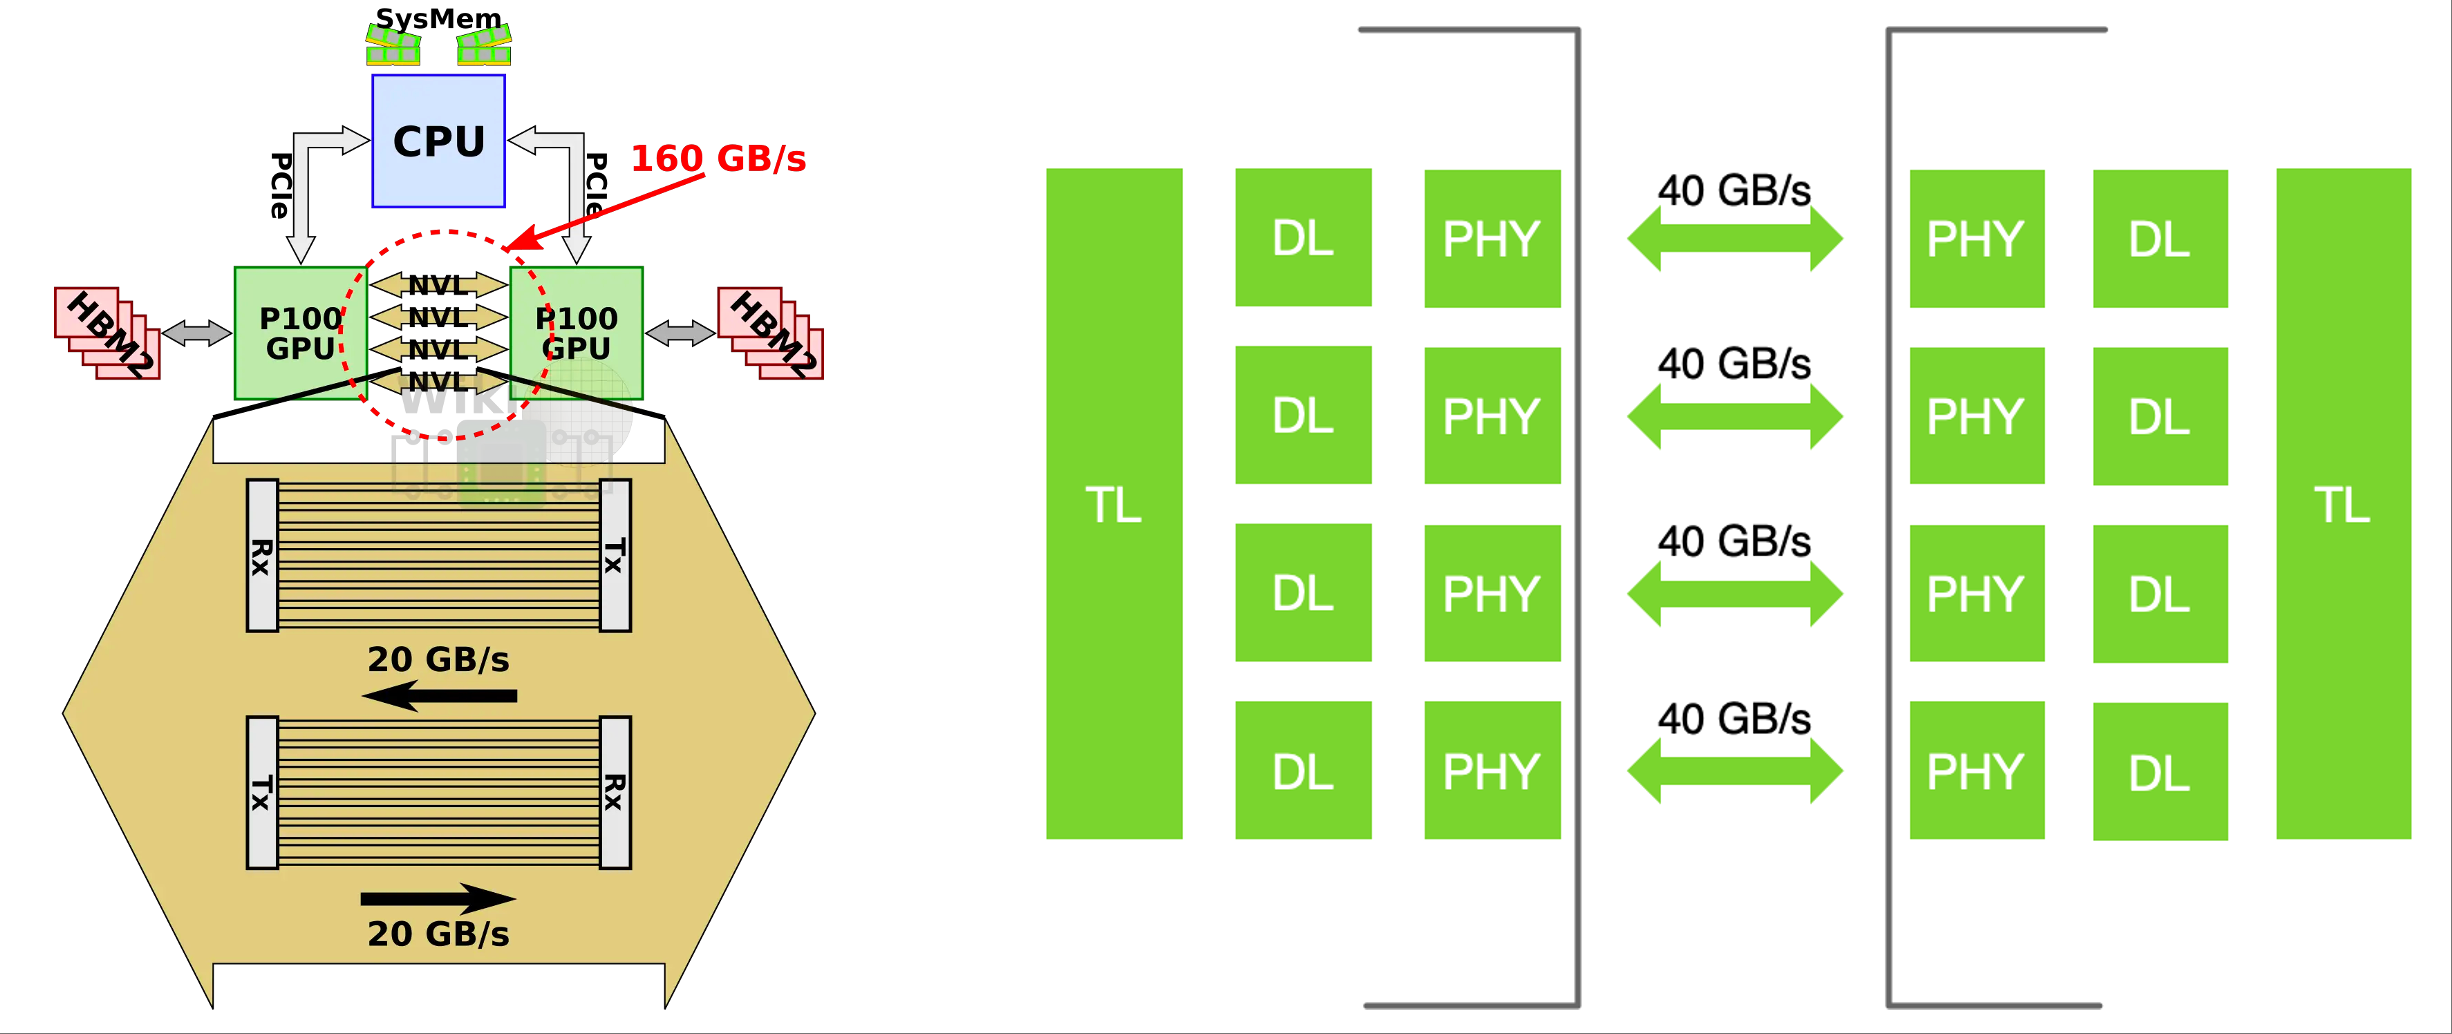 SysMem
CPU
PCIe
PCIe
160 GB/s
HBM2
P100
GPU
NVL
NVL
NVL
NVL
P100
GPU
HBM2
Rx
Tx
20 GB/s
Tx
Rx
20 GB/s
TL
DL
PHY
40 GB/s
PHY
DL
DL
PHY
40 GB/s
PHY
DL
TL
DL
PHY
40 GB/s
PHY
DL
DL
PHY
40 GB/s
PHY
DL